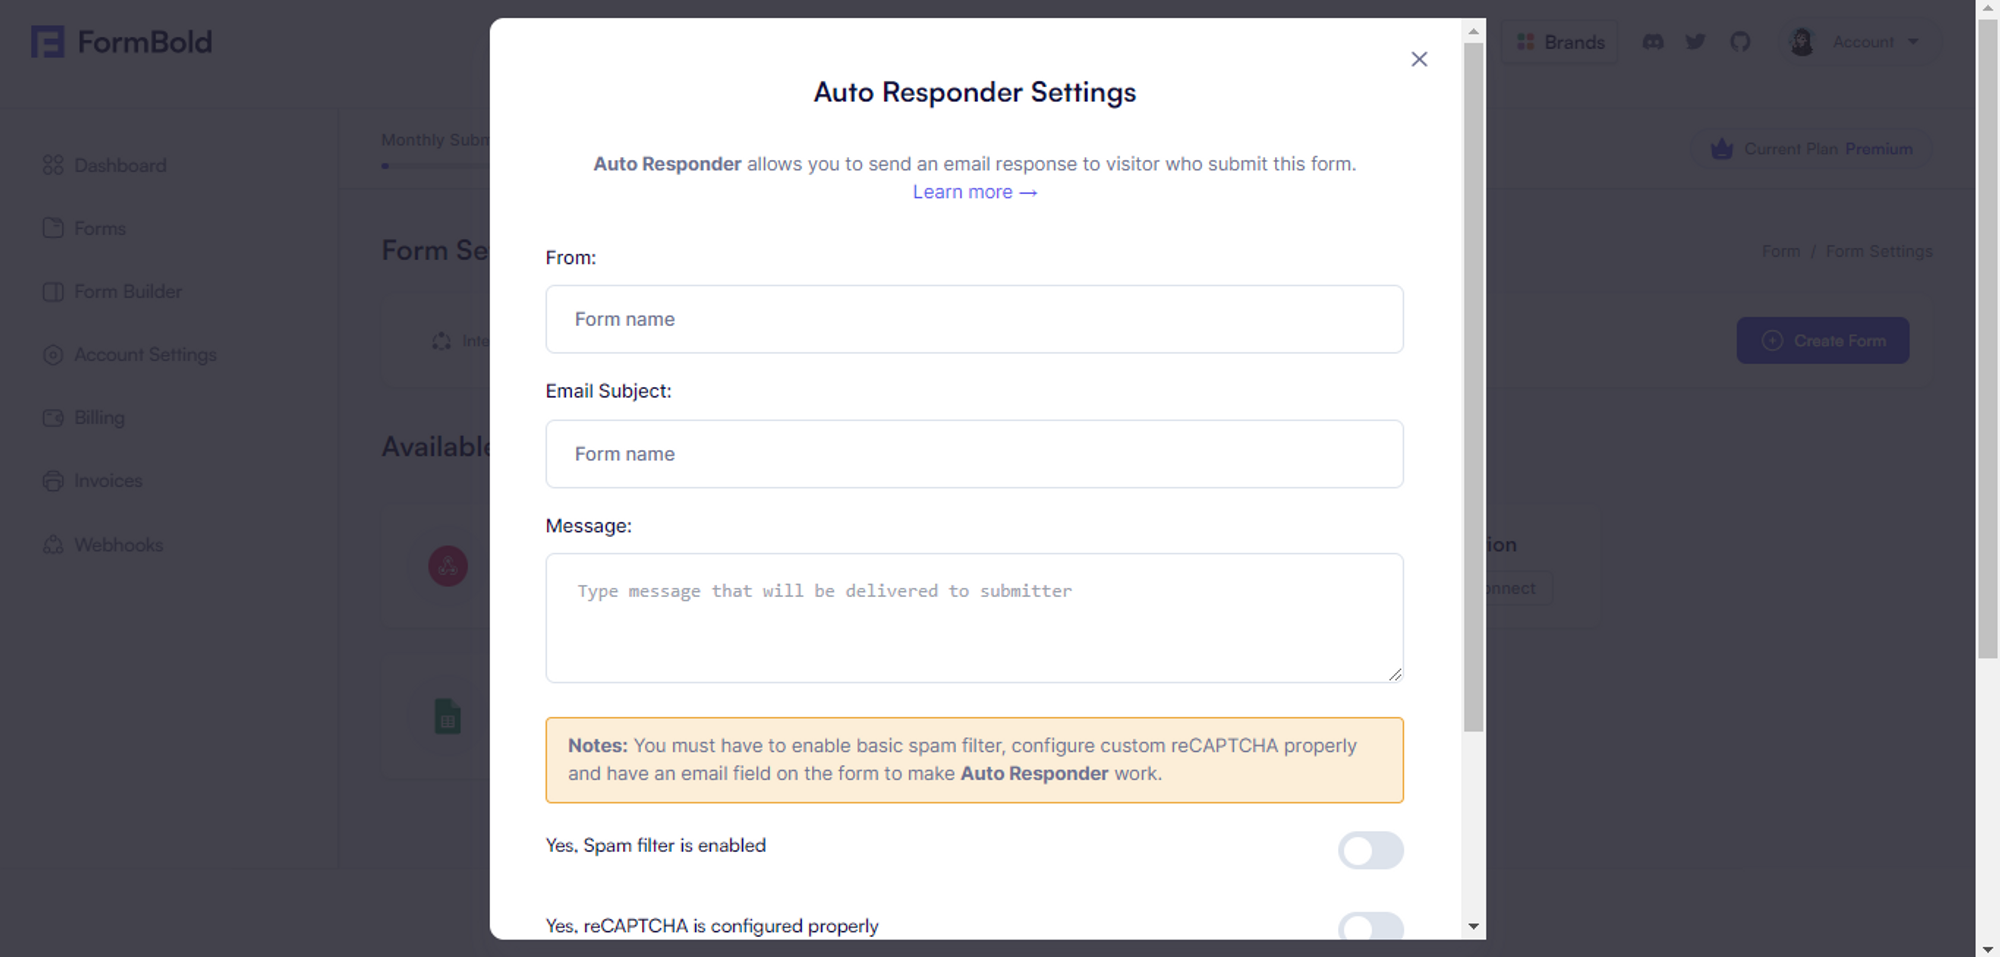 FormBold
Brands
Account
Monthly Subm
Current Plan Premium
Dashboard
Forms
Form Builder
Account Settings
Billing
Invoices
Webhooks
Form Se
Form / Form Settings
Inte
Create Form
Available
ion
onnect
Auto Responder Settings
Auto Responder allows you to send an email response to visitor who submit this form.
Learn more →
From:
Form name
Email Subject:
Form name
Message:
Type message that will be delivered to submitter
Notes: You must have to enable basic spam filter, configure custom reCAPTCHA properly
and have an email field on the form to make Auto Responder work.
Yes, Spam filter is enabled
Yes, reCAPTCHA is configured properly